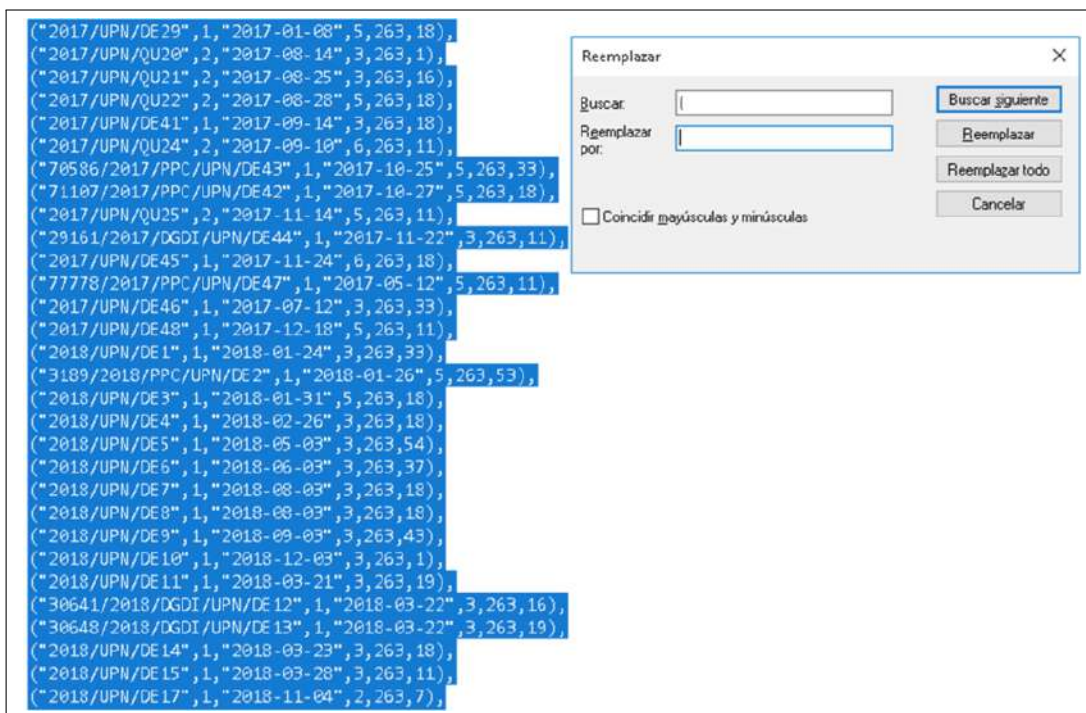 ("2017/UPN/DE29",1,"2017-01-08",5,263,18),
("2017/UPN/QU20",2,"2017-08-14",3,263,1),
("2017/UPN/QU21",2,"2017-08-25",3,263,16),
("2017/UPN/QU22",2,"2017-08-28",5,263,18),
("2017/UPN/DE41",1,"2017-09-14",3,263,18),
("2017/UPN/QU24",2,"2017-09-10",6,263,11),
("70586/2017/PPC/UPN/DE43",1,"2017-10-25",5,263,33),
("71107/2017/PPC/UPN/DE42",1,"2017-10-27",5,263,18),
("2017/UPN/QU25",2,"2017-11-14",5,263,11),
("29161/2017/DGDI/UPN/DE44",1,"2017-11-22",3,263,11),
("2017/UPN/DE45",1,"2017-11-24",6,263,18),
("77778/2017/PPC/UPN/DE47",1,"2017-05-12",5,263,11),
("2017/UPN/DE46",1,"2017-07-12",3,263,33),
("2017/UPN/DE48",1,"2017-12-18",5,263,11),
("2018/UPN/DE1",1,"2018-01-24",3,263,33),
("3189/2018/PPC/UPN/DE2",1,"2018-01-26",5,263,53),
("2018/UPN/DE3",1,"2018-01-31",5,263,18),
("2018/UPN/DE4",1,"2018-02-26",3,263,18),
("2018/UPN/DE5",1,"2018-05-03",3,263,54),
("2018/UPN/DE6",1,"2018-06-03",3,263,37),
("2018/UPN/DE7",1,"2018-08-03",3,263,18),
("2018/UPN/DE8",1,"2018-08-03",3,263,18),
("2018/UPN/DE9",1,"2018-09-03",3,263,43),
("2018/UPN/DE10",1,"2018-12-03",3,263,1),
("2018/UPN/DE11",1,"2018-03-21",3,263,19),
("30641/2018/DGDI/UPN/DE12",1,"2018-03-22",3,263,16),
("30648/2018/DGDI/UPN/DE13",1,"2018-03-22",3,263,19),
("2018/UPN/DE14",1,"2018-03-23",3,263,18),
("2018/UPN/DE15",1,"2018-03-28",3,263,11),
("2018/UPN/DE17",1,"2018-11-04",2,263,7),
Reemplazar
Buscar: (
Buscar siguiente
Reemplazar por:
Reemplazar
Reemplazar todo
Cancelar
Coincidir mayúsculas y minúsculas